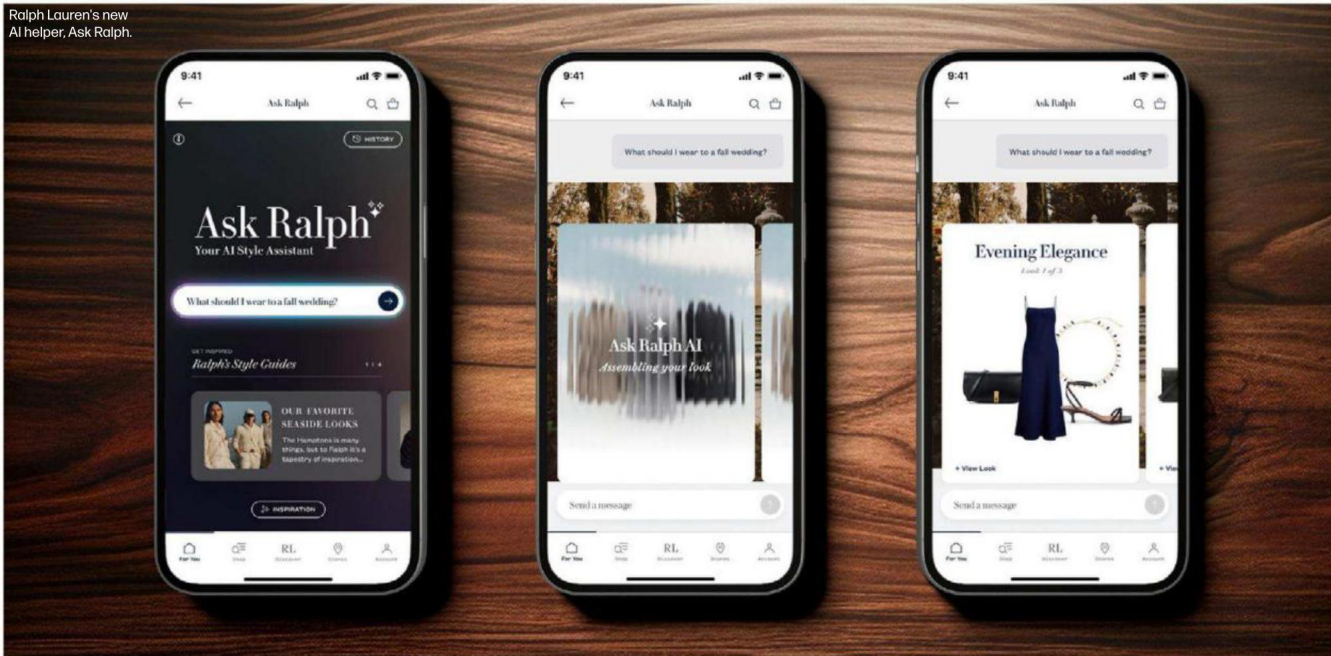 Ralph Lauren's new
AI helper, Ask Ralph.
9:41
Ask Ralph
HISTORY
Ask Ralph
Your AI Style Assistant
What should I wear to a fall wedding?
GET INSPIRED
Ralph's Style Guides
OUR FAVORITE
SEASIDE LOOKS
The Hamptons is many
things, but to Ralph it's a
tapestry of inspiration...
INSPIRATION
RL
For You
Shop
Account
9:41
Ask Ralph
What should I wear to a fall wedding?
Ask Ralph AI
Assembling your look
Send a message
RL
For You
Shop
Account
9:41
Ask Ralph
What should I wear to a fall wedding?
Evening Elegance
Look 1 of 3
+ View Look
Send a message
RL
For You
Shop
Account